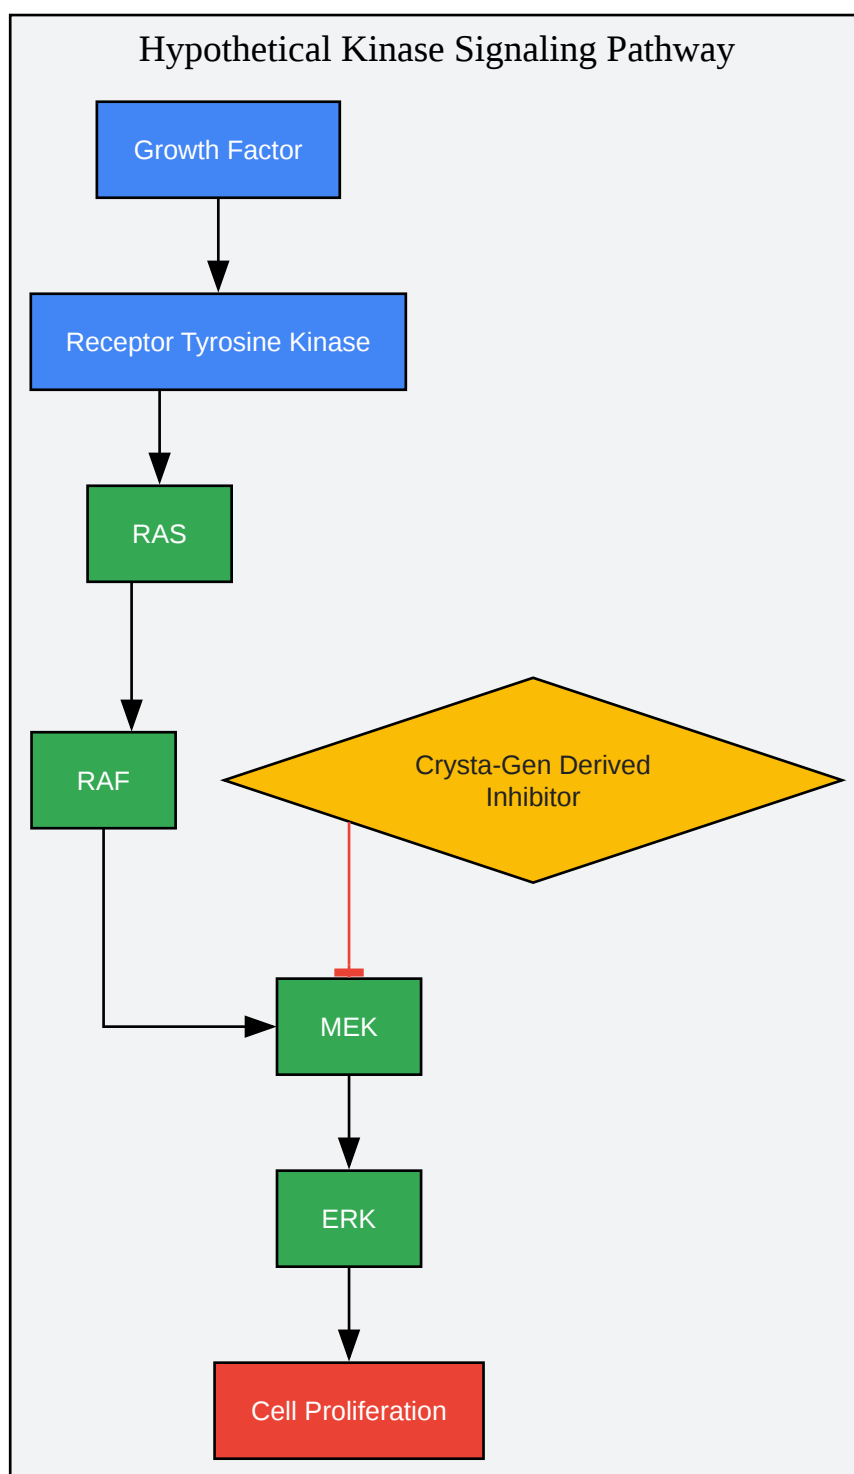 Hypothetical Kinase Signaling Pathway
Growth Factor
Receptor Tyrosine Kinase
RAS
RAF
Crysta-Gen Derived
Inhibitor
MEK
ERK
Cell Proliferation